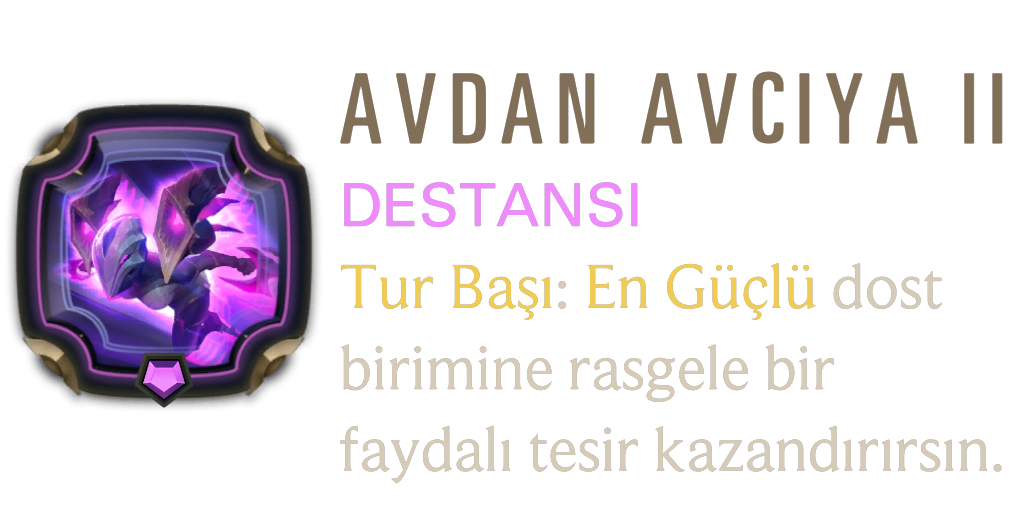 AVDAN AVCIYA II
DESTANSI
Tur Başı: En Güçlü dost
birimine rasgele bir
faydalı tesir kazandırırsın.